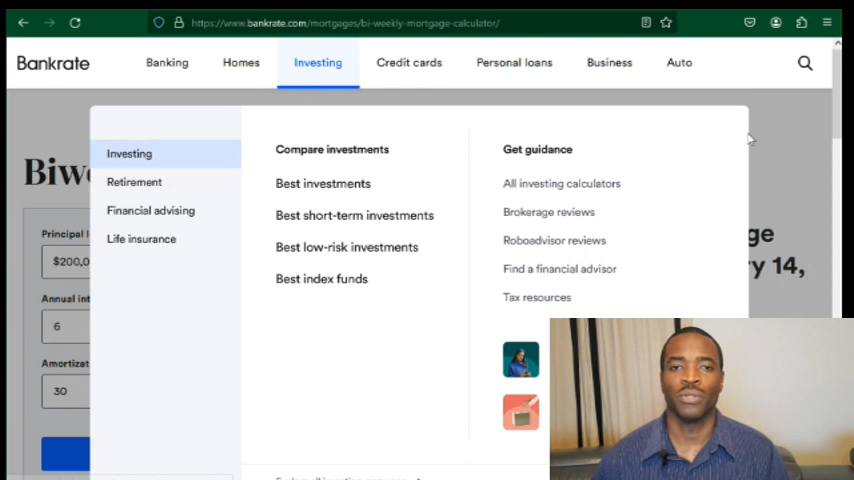 https://www.bankrate.com/mortgages/bi-weekly-mortgage-calculator/
Bankrate
Banking
Homes
Investing
Credit cards
Personal loans
Business
Auto
Investing
Retirement
Financial advising
Life insurance
Compare investments
Best investments
Best short-term investments
Best low-risk investments
Best index funds
Get guidance
All investing calculators
Brokerage reviews
Roboadvisor reviews
Find a financial advisor
Tax resources
Biw
Principal l
$200,0
Annual int
6
Amortizat
30
ge
y 14,